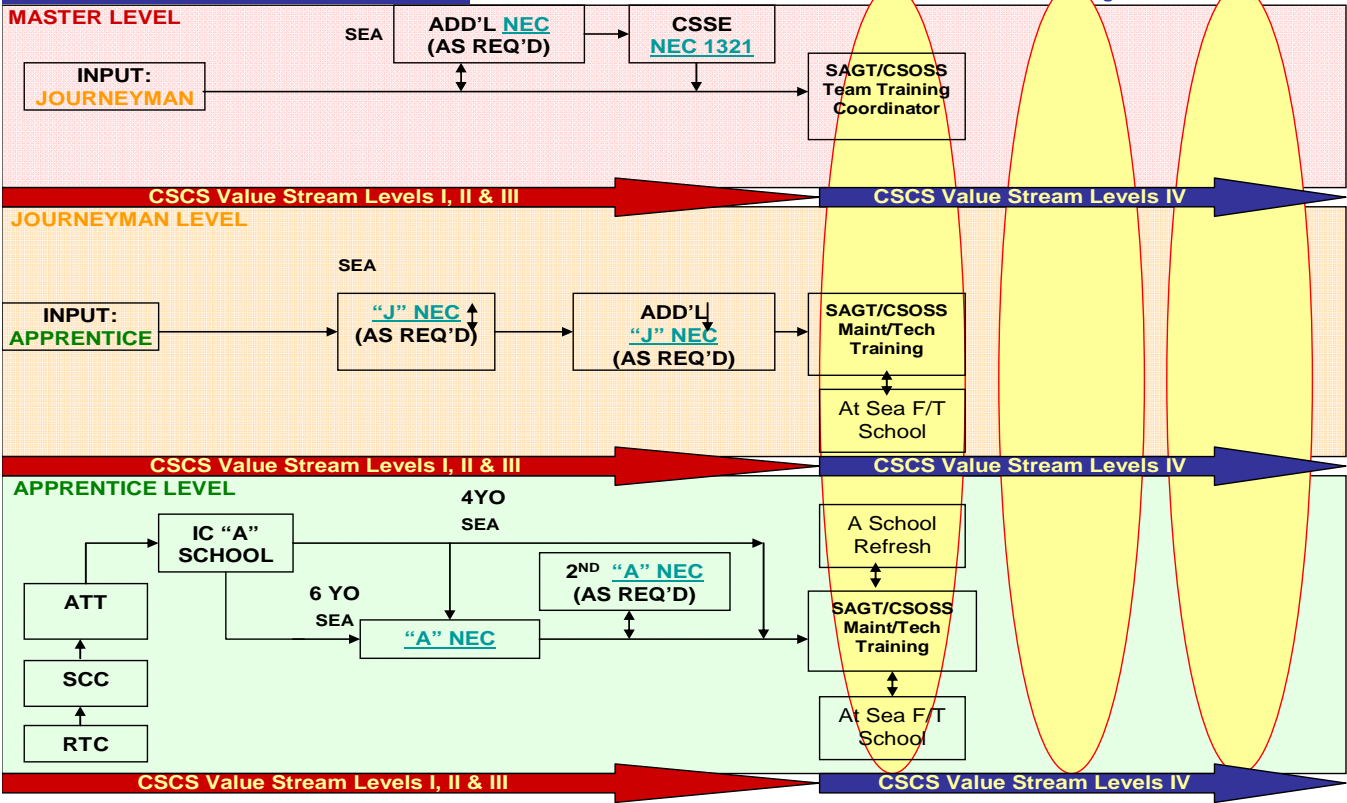 MASTER LEVEL
SEA
ADD'L NEC
(AS REQ'D)
CSSE
NEC 1321
INPUT:
JOURNEYMAN
SAGT/CSOSS
Team Training
Coordinator
CSCS Value Stream Levels I, II & III
CSCS Value Stream Levels IV
JOURNEYMAN LEVEL
SEA
INPUT:
APPRENTICE
“J” NEC
(AS REQ'D)
ADD'L
“J” NEC
(AS REQ'D)
SAGT/CSOSS
Maint/Tech
Training
At Sea F/T
School
CSCS Value Stream Levels I, II & III
CSCS Value Stream Levels IV
APPRENTICE LEVEL
4YO
SEA
IC “A”
SCHOOL
A School
Refresh
2ND “A” NEC
(AS REQ'D)
ATT
6 YO
SEA
“A” NEC
SAGT/CSOSS
Maint/Tech
Training
SCC
At Sea F/T
School
RTC
CSCS Value Stream Levels I, II & III
CSCS Value Stream Levels IV